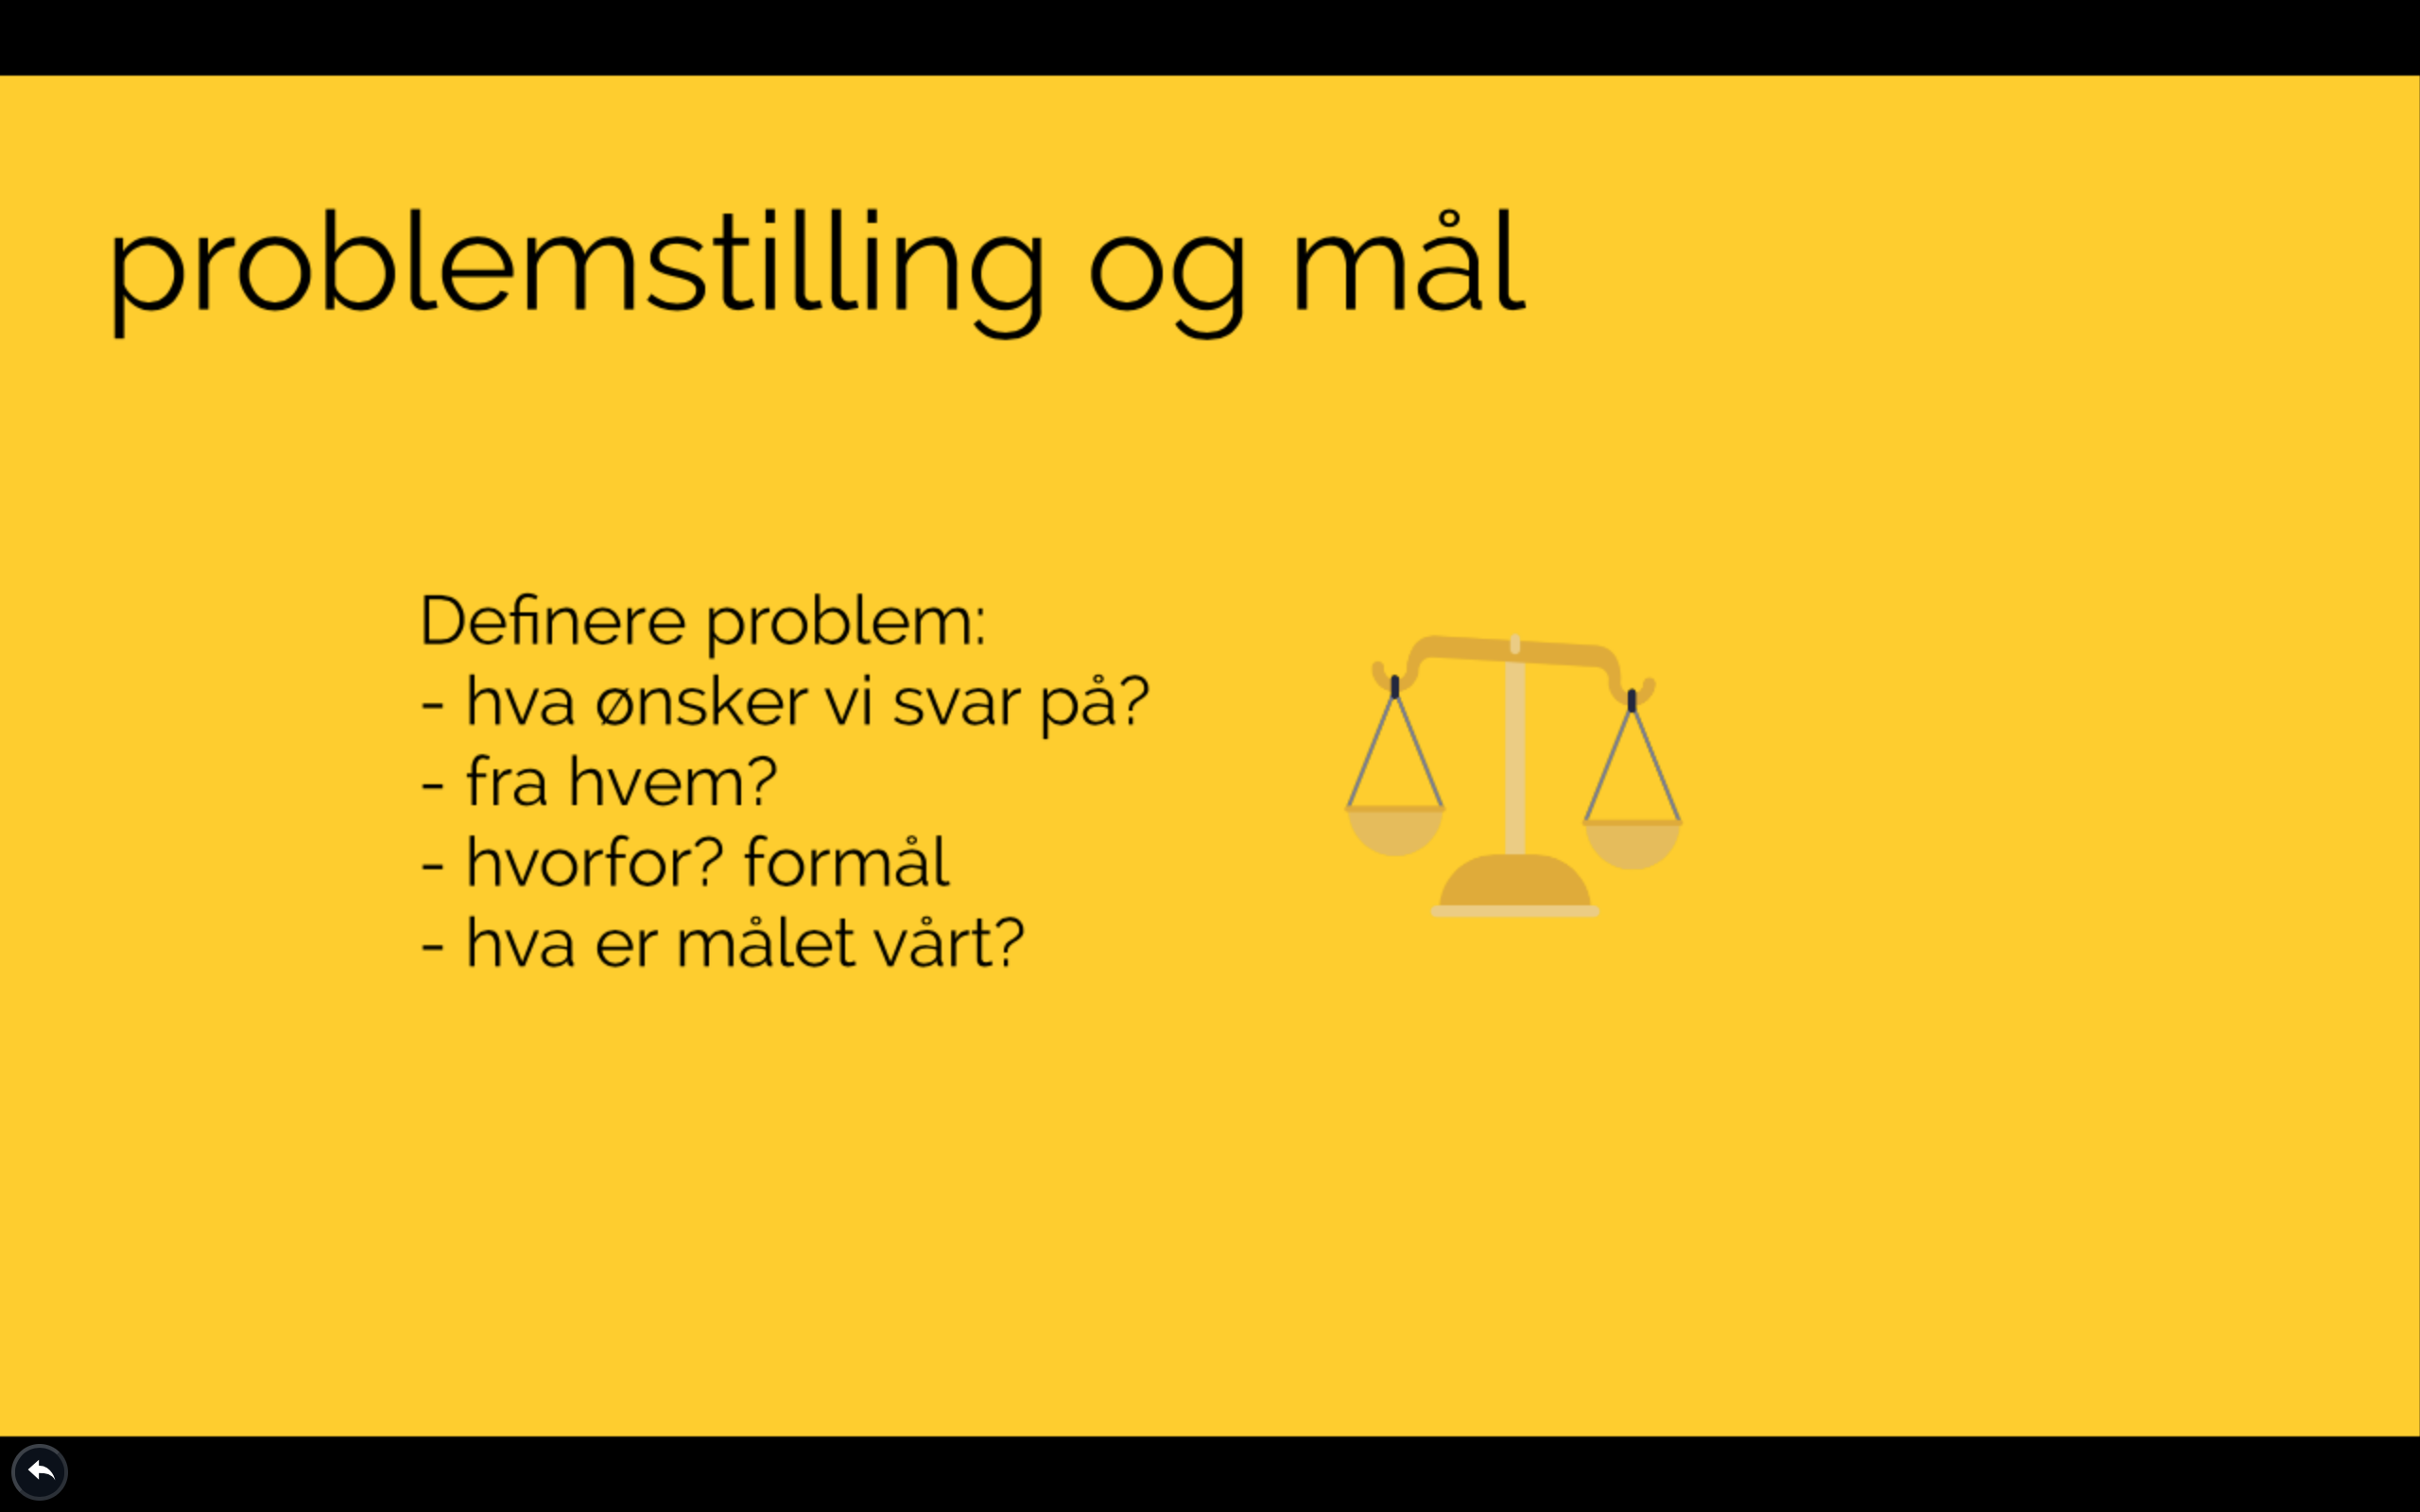 problemstilling og mål
Definere problem:
- hva ønsker vi svar på?
- fra hvem?
- hvorfor? formål
- hva er målet vårt?